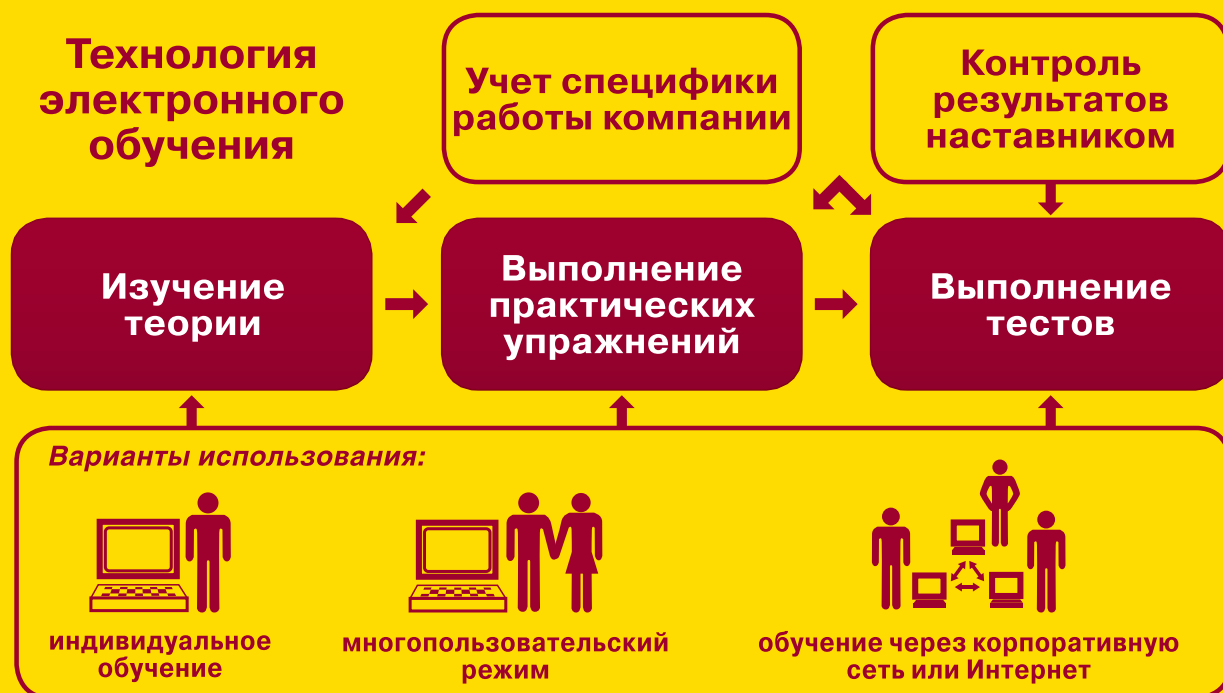 Технология
электронного
обучения
Учет специфики
работы компании
Контроль
результатов
наставником
Изучение
теории
Выполнение
практических
упражнений
Выполнение
тестов
Варианты использования:
индивидуальное
обучение
многопользовательский
режим
обучение через корпоративную
сеть или Интернет